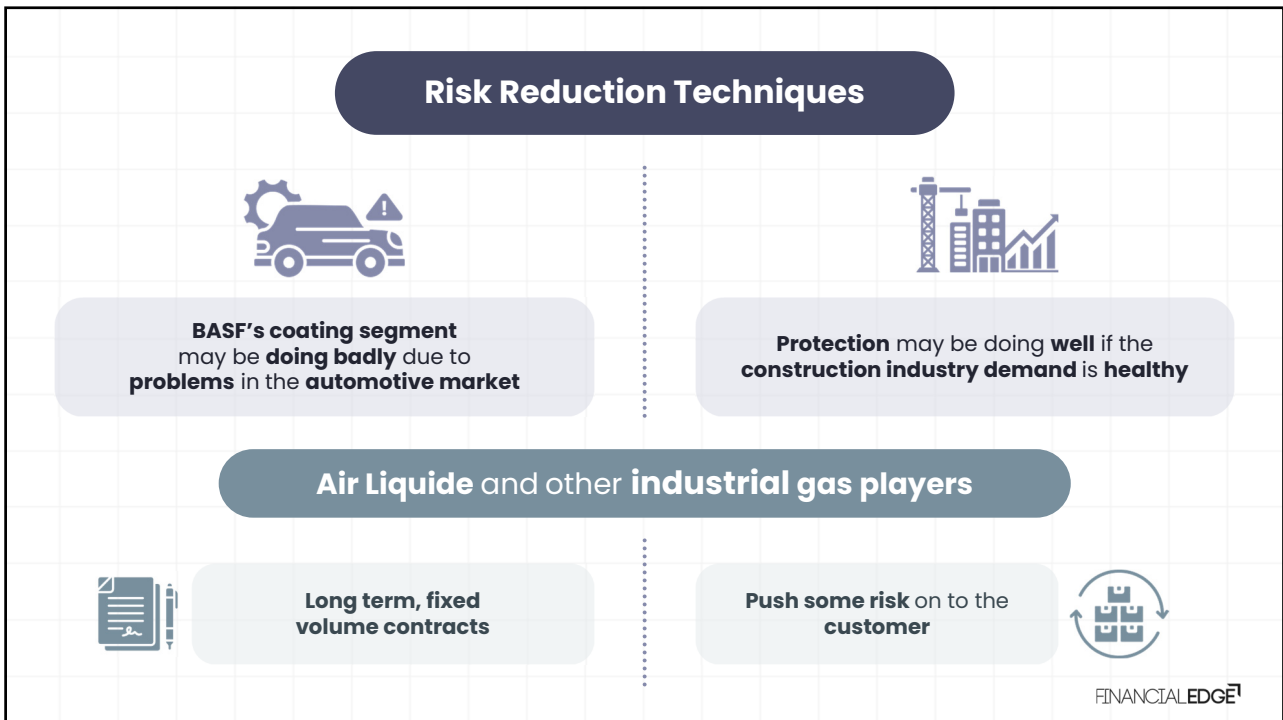 Risk Reduction Techniques
BASF’s coating segment
may be doing badly due to
problems in the automotive market
Protection may be doing well if the
construction industry demand is healthy
Air Liquide and other industrial gas players
Long term, fixed
volume contracts
Push some risk on to the
customer
FINANCIALEDGE